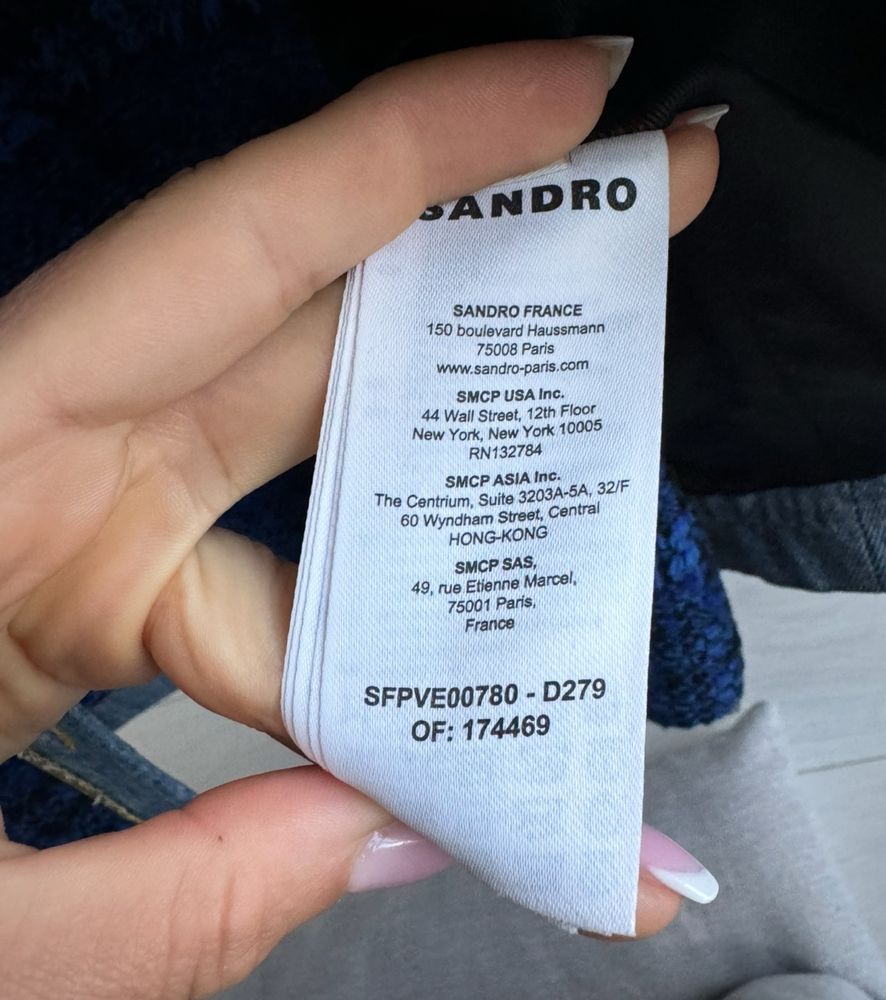 SANDRO
SANDRO FRANCE
150 boulevard Haussmann
75008 Paris
www.sandro-paris.com
SMCP USA Inc.
44 Wall Street, 12th Floor
New York, New York 10005
RN132784
SMCP ASIA Inc.
The Centrium, Suite 3203A-5A, 32/F
60 Wyndham Street, Central
HONG-KONG
SMCP SAS,
49, rue Etienne Marcel,
75001 Paris,
France
SFPVE00780 - D279
OF: 174469